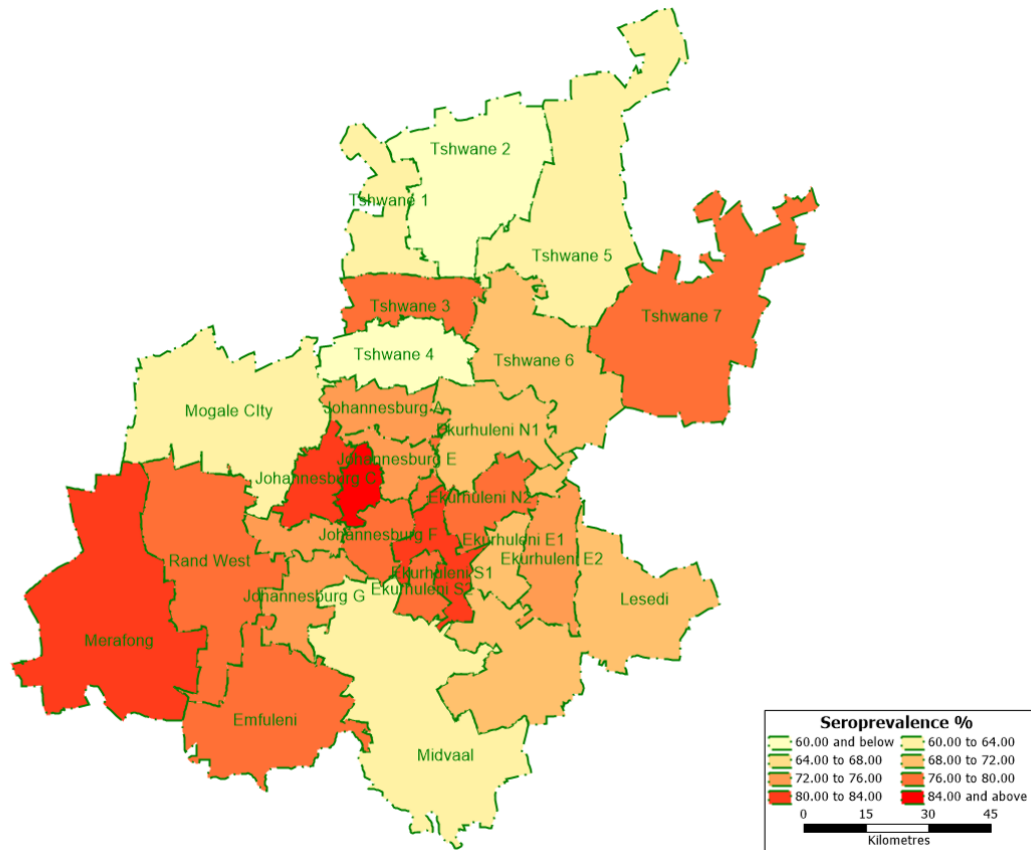 Tshwane 2
Tshwane 1
Tshwane 5
Tshwane 3
Tshwane 7
Tshwane 4
Tshwane 6
Mogale CIty
Johannesburg A
Ekurhuleni N1
Johannesburg E
Johannesburg C
Ekurhuleni N2
Johannesburg F
Ekurhuleni E1
Rand West
Ekurhuleni E2
Ekurhuleni S1
Ekurhuleni S2
Johannesburg G
Lesedi
Merafong
Emfuleni
Midvaal
Seroprevalence %
60.00 and below 60.00 to 64.00
64.00 to 68.00 68.00 to 72.00
72.00 to 76.00 76.00 to 80.00
80.00 to 84.00 84.00 and above
0 15 30 45
Kilometres